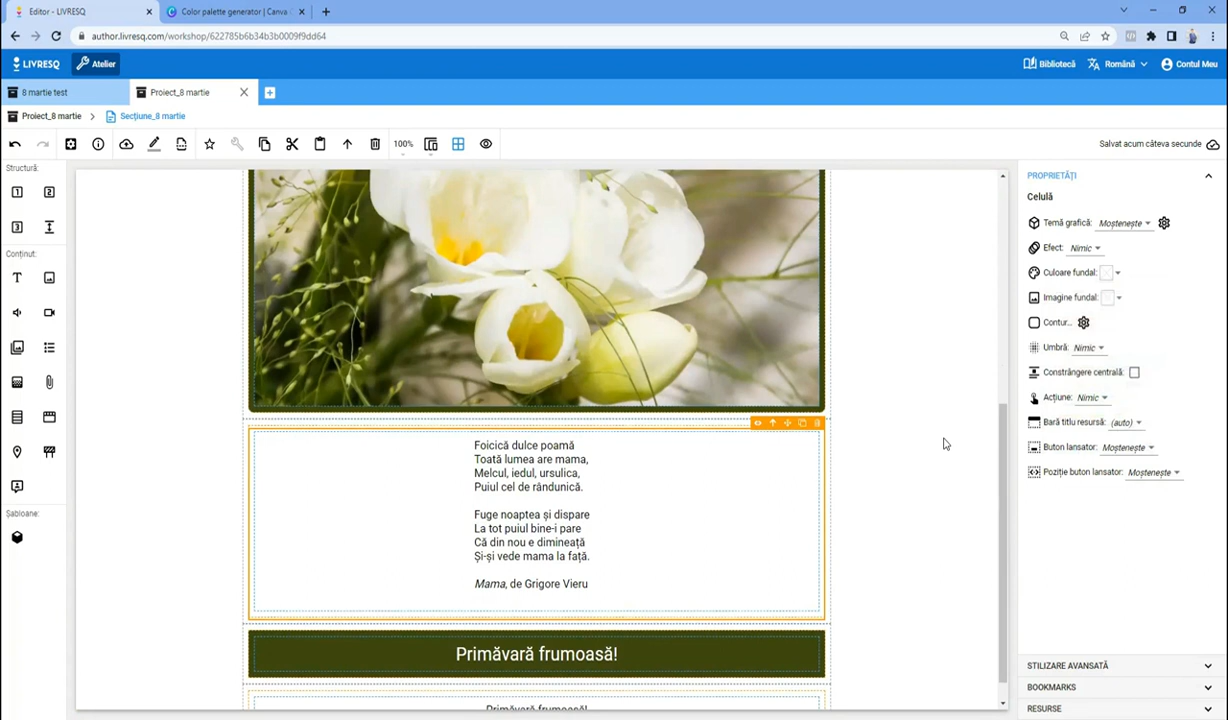 Editor - LIVRESQ
Color palette generator | Canva
author.livresq.com/workshop/622785b6b34b3b0009f9dd64
LIVRESQ
Atelier
Bibliotecă
Română
Contul Meu
8 martie test
Proiect_8 martie
Proiect_8 martie
Secțiune_8 martie
100%
Salvat acum câteva secunde
Structură:
1
2
3
Conținut:
Șabloane:
Foicică dulce poamă
Toată lumea are mama,
Melcul, iedul, ursulica,
Puiul cel de rândunică.
Fuge noaptea și dispare
La tot puiul bine-i pare
Că din nou e dimineață
Și-și vede mama la față.
Mama, de Grigore Vieru
Primăvară frumoasă!
Primăvară frumoasă!
PROPRIETĂȚI
Celulă
Temă grafică: Moștenește
Efect: Nimic
Culoare fundal:
Imagine fundal:
Contur...
Umbră: Nimic
Constrângere centrală:
Acțiune: Nimic
Bară titlu resursă: (auto)
Buton lansator: Moștenește
Poziție buton lansator: Moștenește
STILIZARE AVANSATĂ
BOOKMARKS
RESURSE